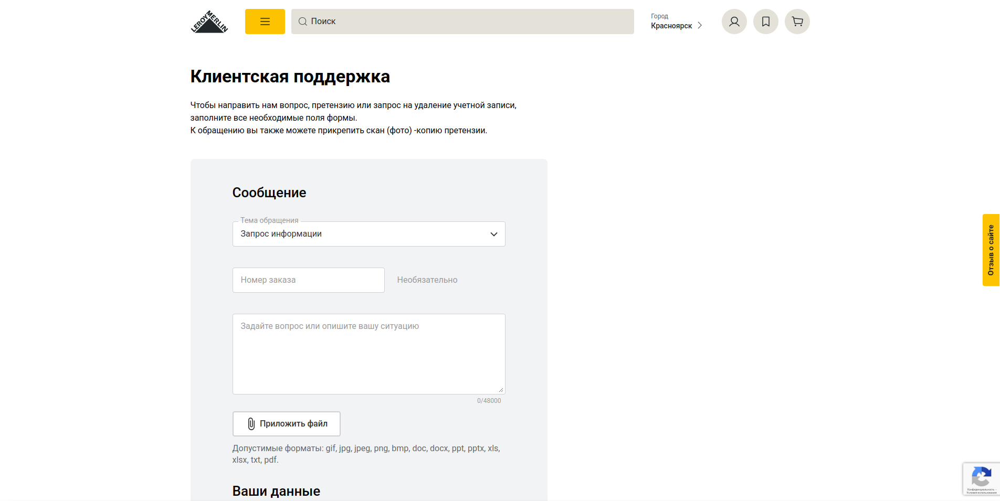 LEROY MERLIN
Поиск
Город
Красноярск
Клиентская поддержка
Чтобы направить нам вопрос, претензию или запрос на удаление учетной записи,
заполните все необходимые поля формы.
К обращению вы также можете прикрепить скан (фото) -копию претензии.
Сообщение
Тема обращения
Запрос информации
Номер заказа
Необязательно
Задайте вопрос или опишите вашу ситуацию
0/48000
Приложить файл
Допустимые форматы: gif, jpg, jpeg, png, bmp, doc, docx, ppt, pptx, xls,
xlsx, txt, pdf.
Ваши данные
Отзыв о сайте
Конфиденциальность -
Условия использования